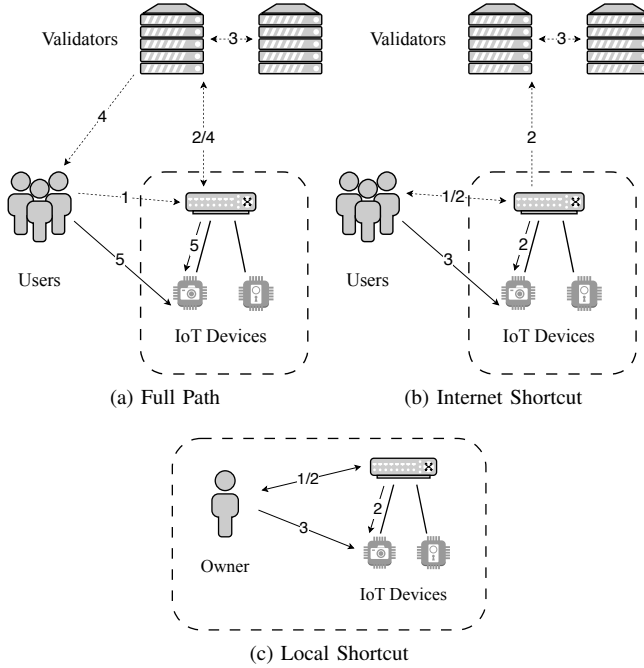 Validators
3
4
2/4
1
5
5
Users
IoT Devices
(a) Full Path
Validators
3
2
1/2
2
3
Users
IoT Devices
(b) Internet Shortcut
1/2
2
3
Owner
IoT Devices
(c) Local Shortcut